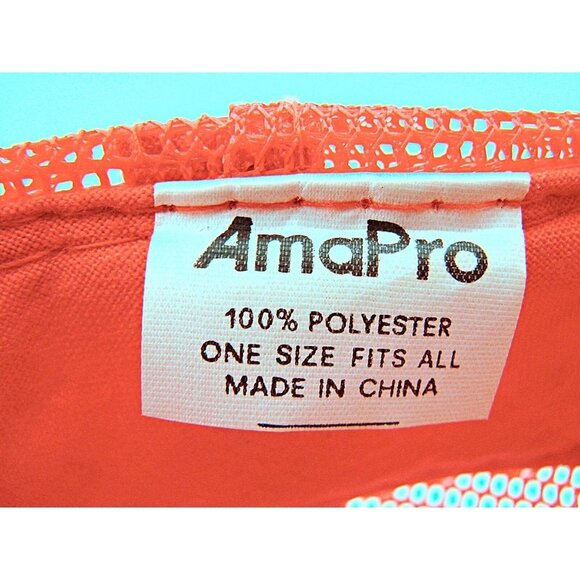 AmaPro
100% POLYESTER
ONE SIZE FITS ALL
MADE IN CHINA